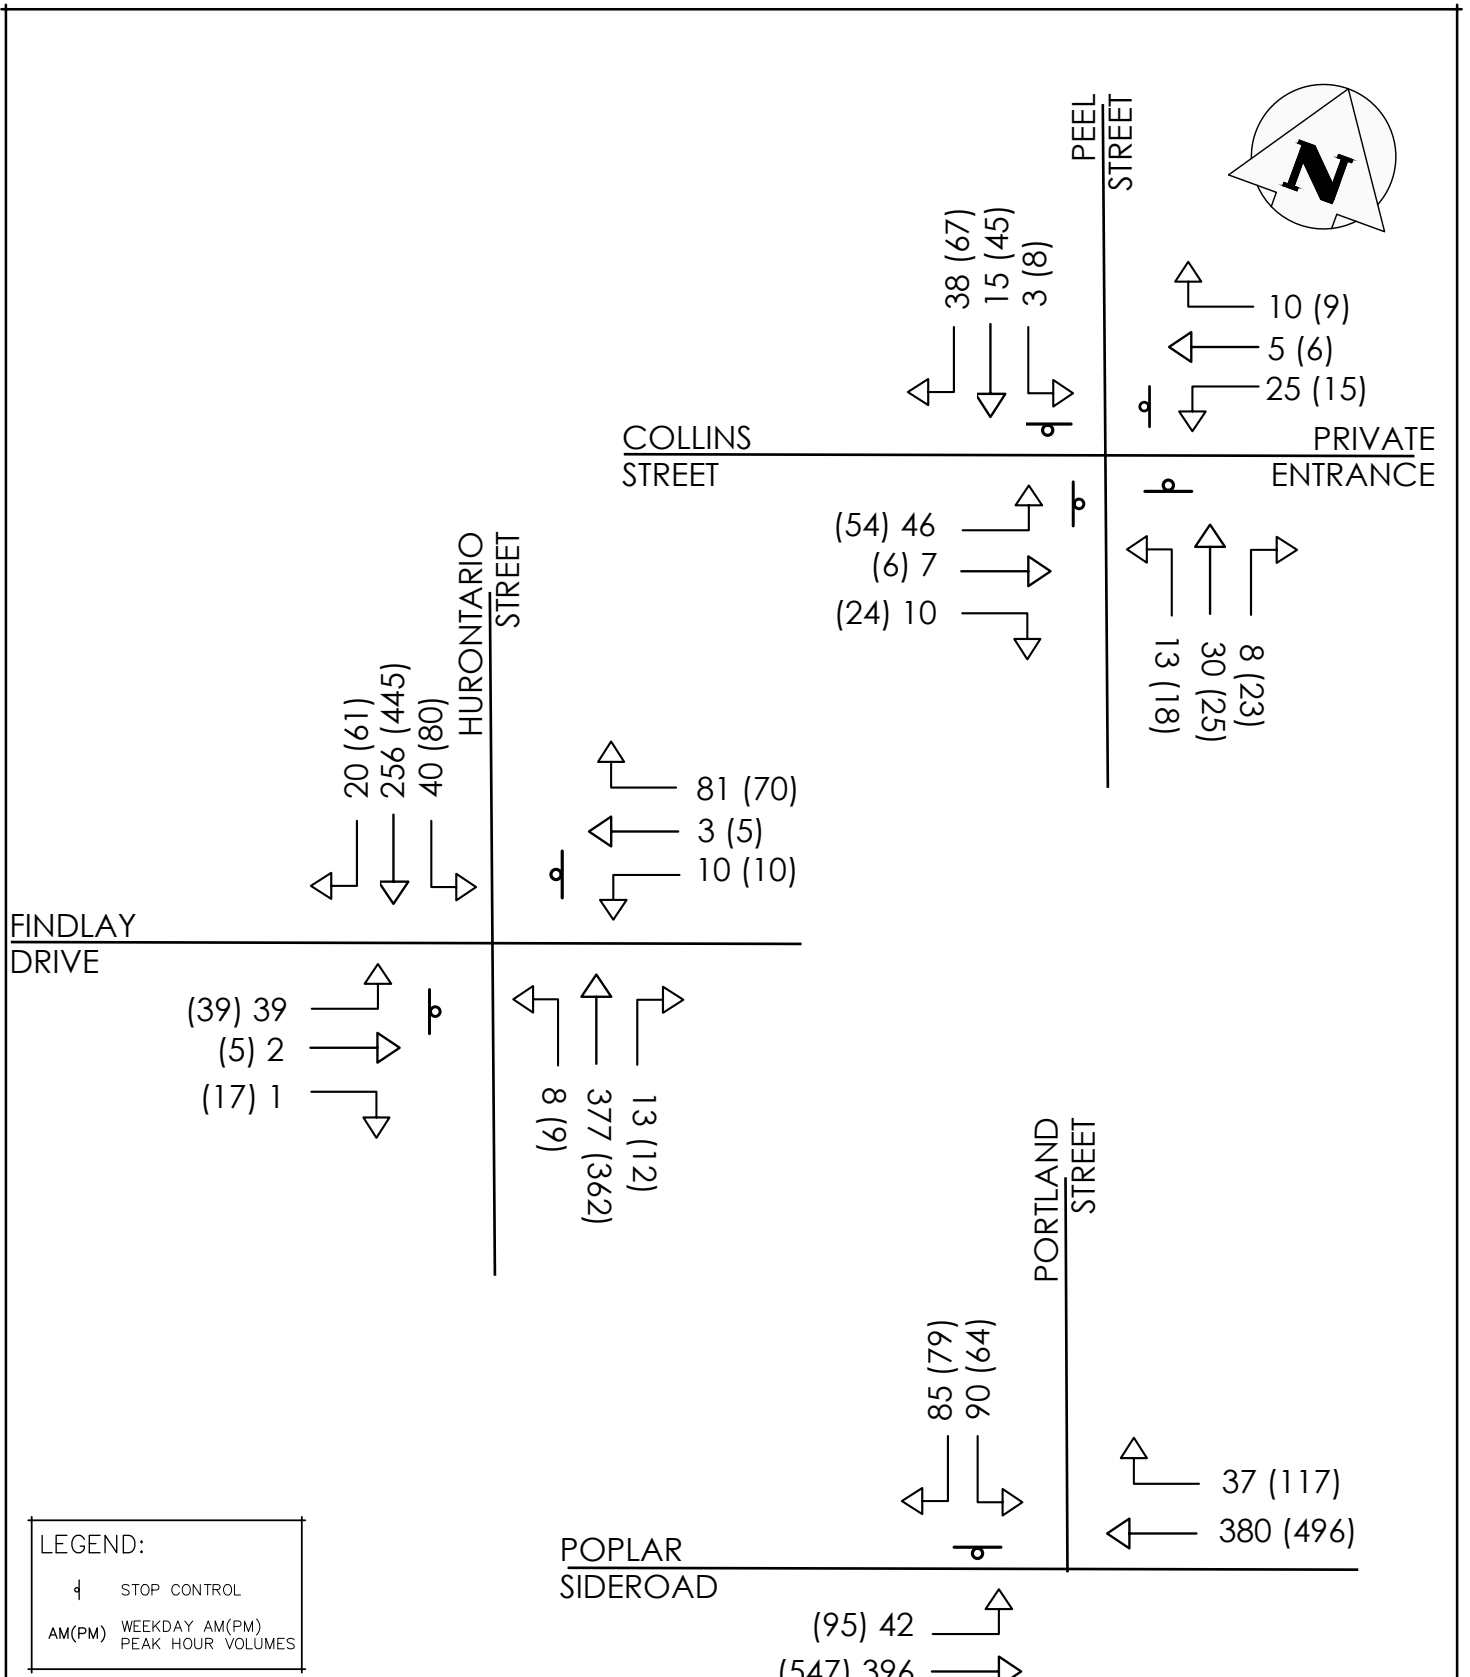 PEEL
STREET
N
38 (67)
15 (45)
3 (8)
10 (9)
5 (6)
25 (15)
COLLINS
STREET
PRIVATE
ENTRANCE
(54) 46
(6) 7
(24) 10
13 (18)
30 (25)
8 (23)
HURONTARIO
STREET
20 (61)
256 (445)
40 (80)
81 (70)
3 (5)
10 (10)
FINDLAY
DRIVE
(39) 39
(5) 2
(17) 1
8 (9)
377 (362)
13 (12)
PORTLAND
STREET
85 (79)
90 (64)
37 (117)
380 (496)
POPLAR
SIDEROAD
(95) 42
(547) 396
LEGEND:
STOP CONTROL
AM(PM) WEEKDAY AM(PM)
PEAK HOUR VOLUMES